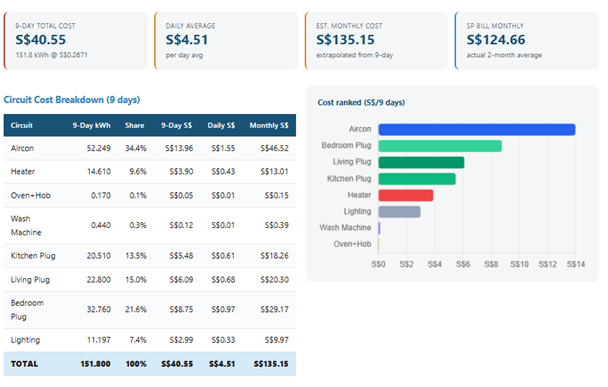 9-DAY TOTAL COST
S$40.55
151.8 kWh @ S$0.2671
DAILY AVERAGE
S$4.51
per day avg
EST. MONTHLY COST
S$135.15
extrapolated from 9-day
SP BILL MONTHLY
S$124.66
actual 2-month average
Circuit Cost Breakdown (9 days)
Circuit 9-Day kWh Share 9-Day S$ Daily S$ Monthly S$
Aircon 52.249 34.4% S$13.96 S$1.55 S$46.52
Heater 14.610 9.6% S$3.90 S$0.43 S$13.01
Oven+Hob 0.170 0.1% S$0.05 S$0.01 S$0.15
Wash
Machine 0.440 0.3% S$0.12 S$0.01 S$0.39
Kitchen Plug 20.510 13.5% S$5.48 S$0.61 S$18.26
Living Plug 22.800 15.0% S$6.09 S$0.68 S$20.30
Bedroom
Plug 32.760 21.6% S$8.75 S$0.97 S$29.17
Lighting 11.197 7.4% S$2.99 S$0.33 S$9.97
TOTAL 151.800 100% S$40.55 S$4.51 S$135.15
Cost ranked (S$/9 days)
Aircon
Bedroom Plug
Living Plug
Kitchen Plug
Heater
Lighting
Wash Machine
Oven+Hob
S$0 S$2 S$4 S$6 S$8 S$10 S$12 S$14